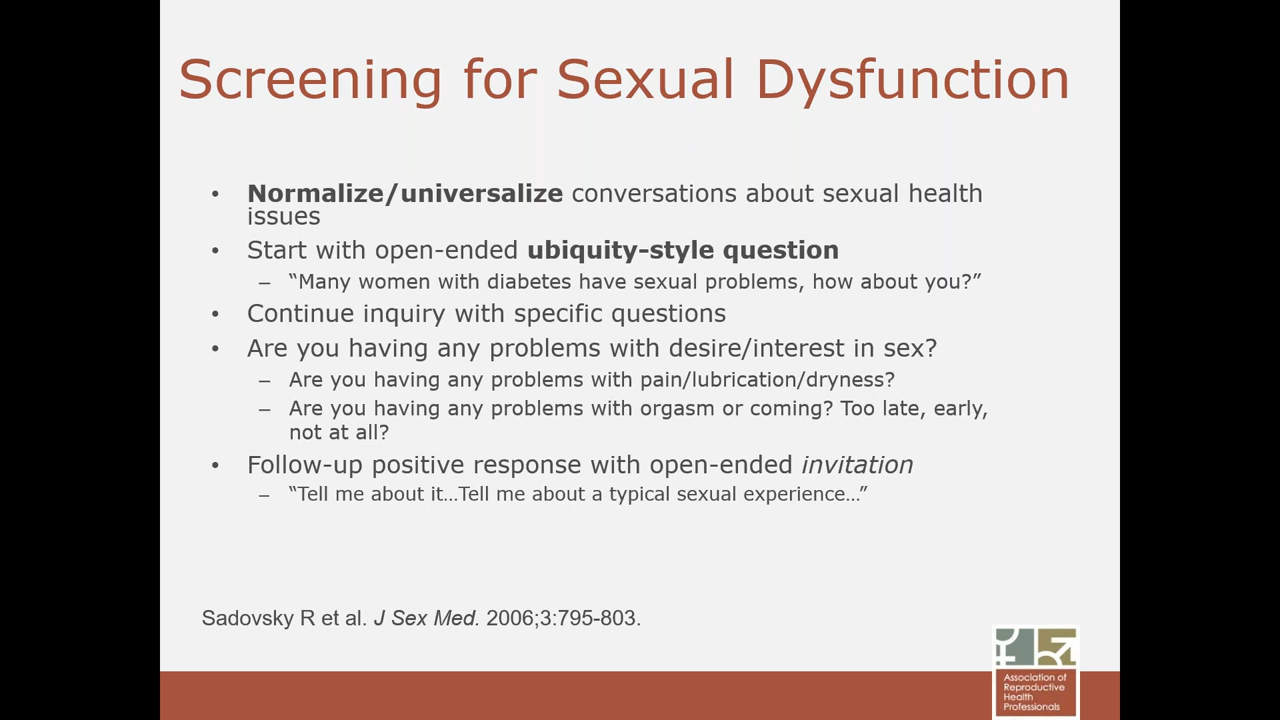 Screening for Sexual Dysfunction
• Normalize/universalize conversations about sexual health
issues
• Start with open-ended ubiquity-style question
– “Many women with diabetes have sexual problems, how about you?”
• Continue inquiry with specific questions
• Are you having any problems with desire/interest in sex?
– Are you having any problems with pain/lubrication/dryness?
– Are you having any problems with orgasm or coming? Too late, early,
not at all?
• Follow-up positive response with open-ended invitation
– “Tell me about it…Tell me about a typical sexual experience…”
Sadovsky R et al. J Sex Med. 2006;3:795-803.
Association of
Reproductive
Health
Professionals